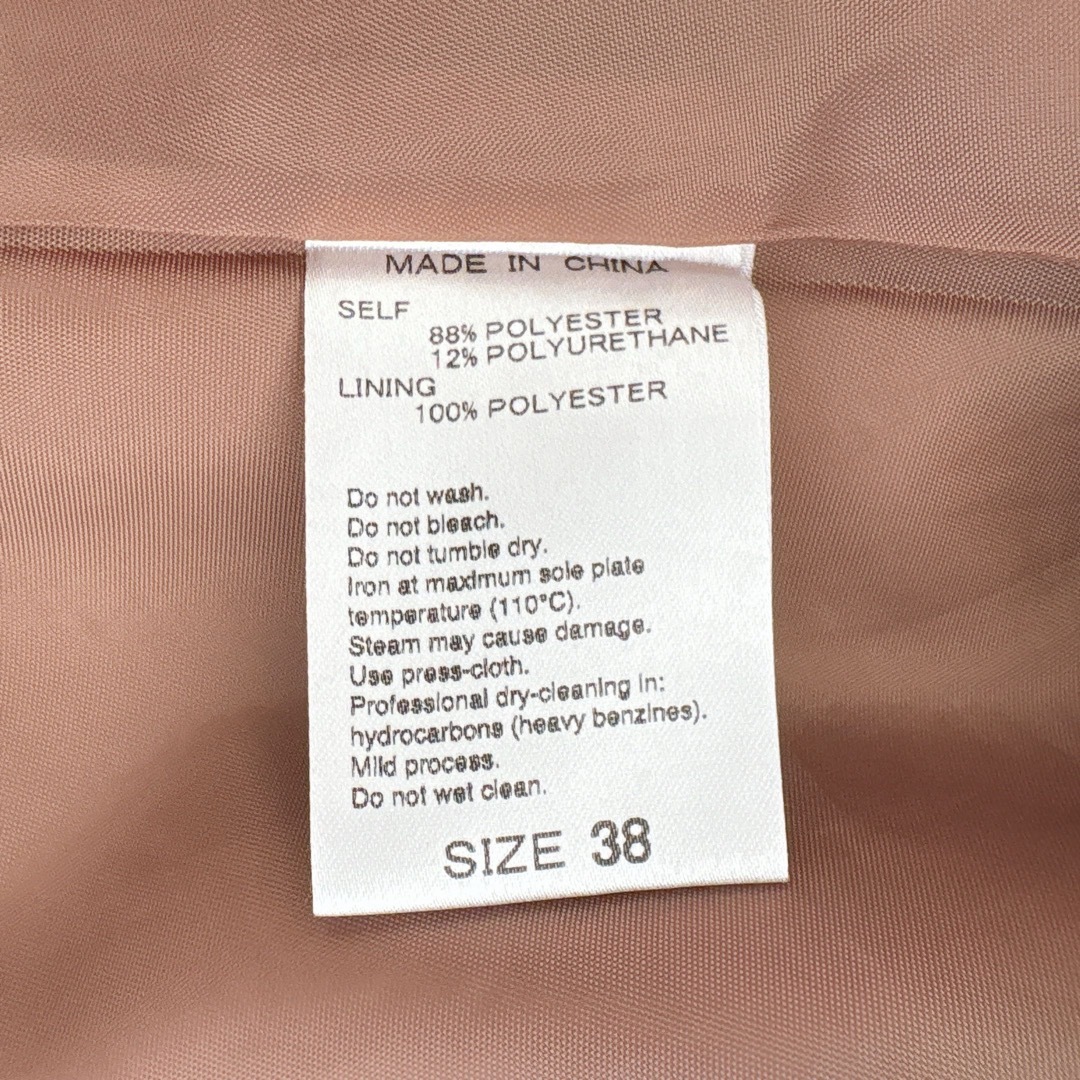 MADE IN CHINA
SELF
88% POLYESTER
12% POLYURETHANE
LINING
100% POLYESTER
Do not wash.
Do not bleach.
Do not tumble dry.
Iron at maximum sole plate
temperature (110°C).
Steam may cause damage.
Use press-cloth.
Professional dry-cleaning in:
hydrocarbons (heavy benzines).
Mild process.
Do not wet clean.
SIZE 38